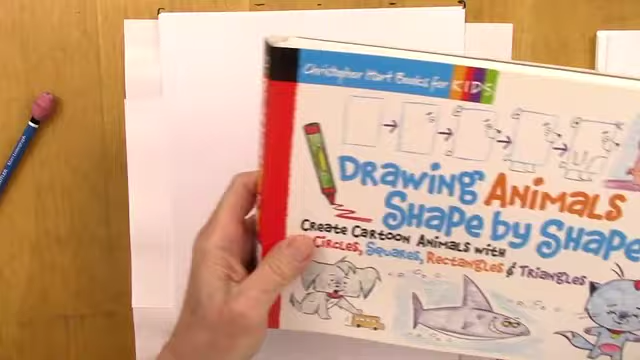 Christopher Hart Books for KIDS
DRAWING ANIMALS
SHAPE by SHAPE
CREATE CARTOON ANIMALS WITH
CIRCLES, SQUARES, RECTANGLES & TRIANGLES